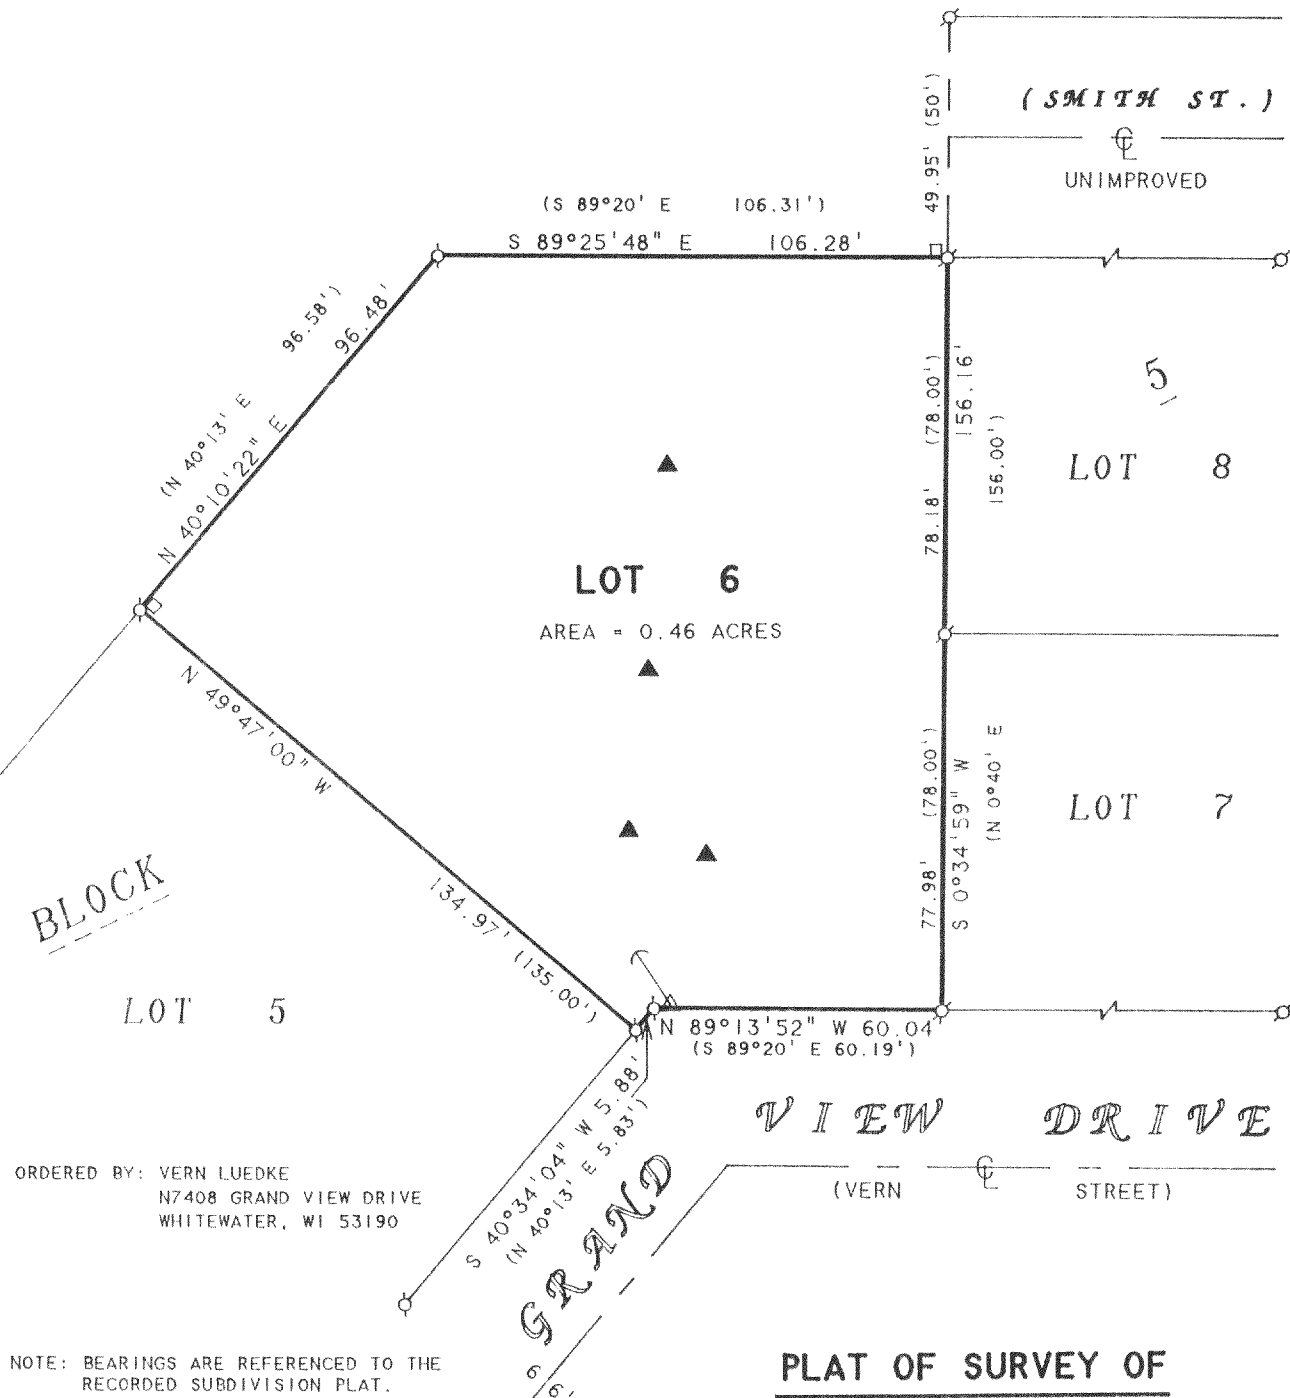 ( SMITH ST. )
49.95' (50')
℄
UNIMPROVED
(S 89°20' E 106.31')
S 89°25'48" E 106.28'
96.58')
96.48'
(N 40°13' E
N 40°10'22" E
(78.00')
156.16'
156.00')
78.18'
5
LOT 8
LOT 6
AREA = 0.46 ACRES
N 49°47'00" W
134.97' (135.00')
(78.00')
77.98'
S 0°34'59" W
(N 0°40' E
LOT 7
BLOCK
LOT 5
N 89°13'52" W 60.04'
(S 89°20' E 60.19')
S 40°34'04" W 5.88'
(N 40°13' E 5.83')
GRAND
VIEW DRIVE
℄
(VERN STREET)
ORDERED BY: VERN LUEDKE
N7408 GRAND VIEW DRIVE
WHITEWATER, WI 53190
66'
NOTE: BEARINGS ARE REFERENCED TO THE
RECORDED SUBDIVISION PLAT.
PLAT OF SURVEY OF